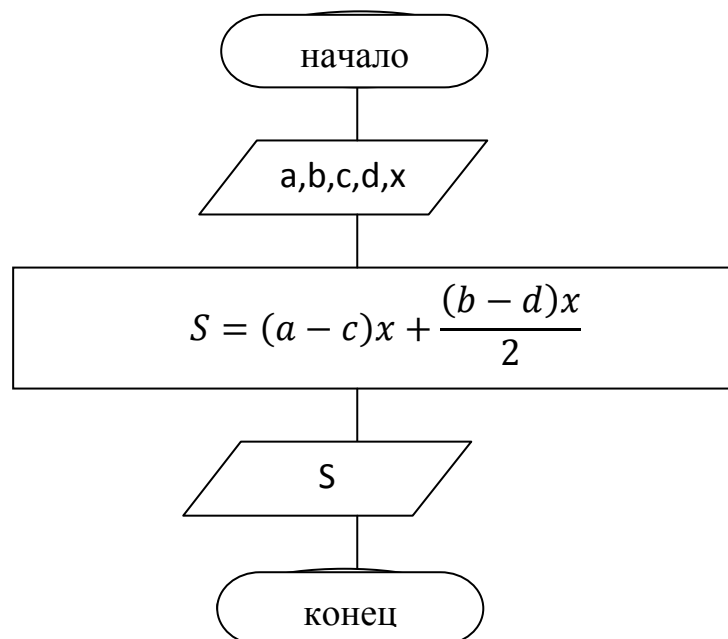 начало
a,b,c,d,x
S = (a − c)x + (b − d)x / 2
S
конец